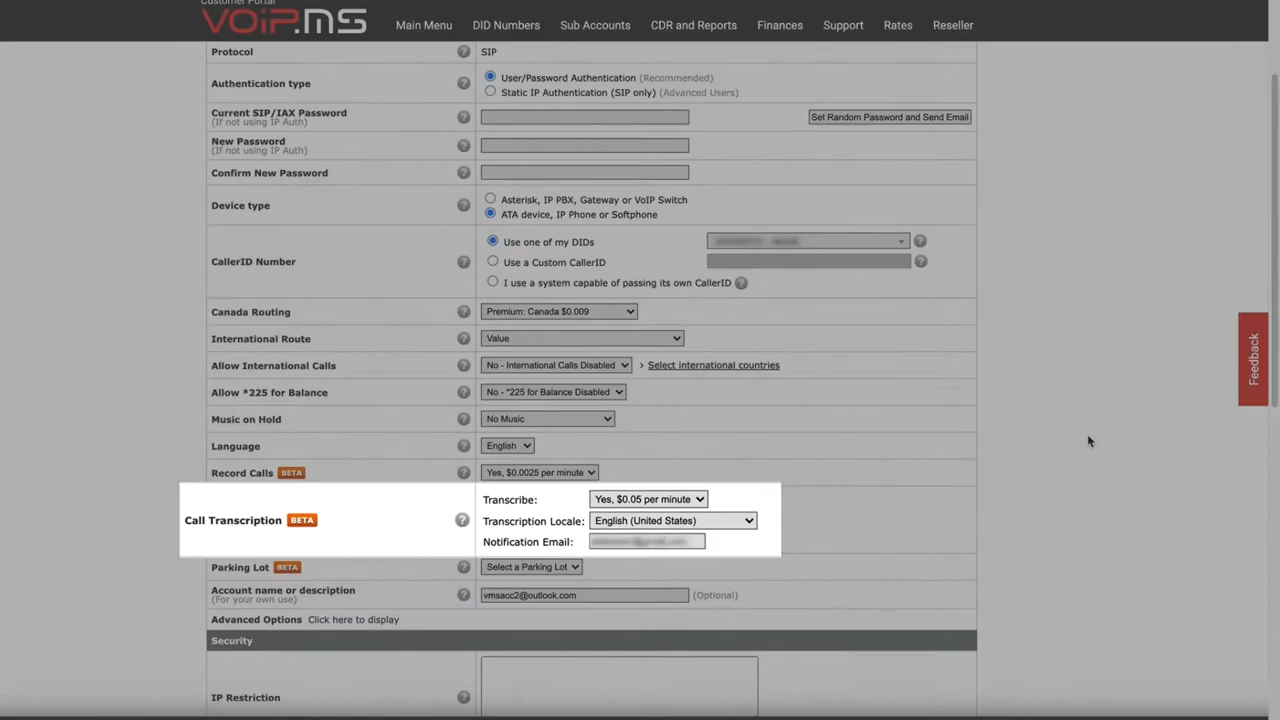 Customer Portal
VOiP.MS
Main Menu DID Numbers Sub Accounts CDR and Reports Finances Support Rates Reseller
Protocol ? SIP
Authentication type ? User/Password Authentication (Recommended)
Static IP Authentication (SIP only) (Advanced Users)
Current SIP/IAX Password ? Set Random Password and Send Email
(If not using IP Auth)
New Password ?
(If not using IP Auth)
Confirm New Password ?
Device type ? Asterisk, IP PBX, Gateway or VoIP Switch
ATA device, IP Phone or Softphone
CallerID Number ? Use one of my DIDs ?
Use a Custom CallerID ?
I use a system capable of passing its own CallerID ?
Canada Routing ? Premium: Canada $0.009
International Route ? Value
Allow International Calls ? No - International Calls Disabled › Select international countries
Allow *225 for Balance ? No - *225 for Balance Disabled
Music on Hold ? No Music
Language ? English
Record Calls BETA ? Yes, $0.0025 per minute
Call Transcription BETA ? Transcribe: Yes, $0.05 per minute
Transcription Locale: English (United States)
Notification Email:
Parking Lot BETA ? Select a Parking Lot
Account name or description ? vmsacc2@outlook.com (Optional)
(For your own use)
Advanced Options Click here to display
Security
IP Restriction ?
Feedback